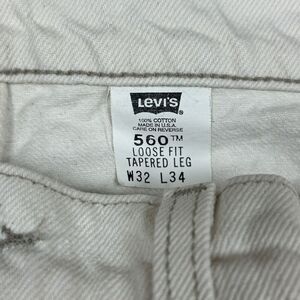 LEVI'S
100% COTTON
MADE IN U.S.A.
CARE ON REVERSE
560™
LOOSE FIT
TAPERED LEG
W32 L34